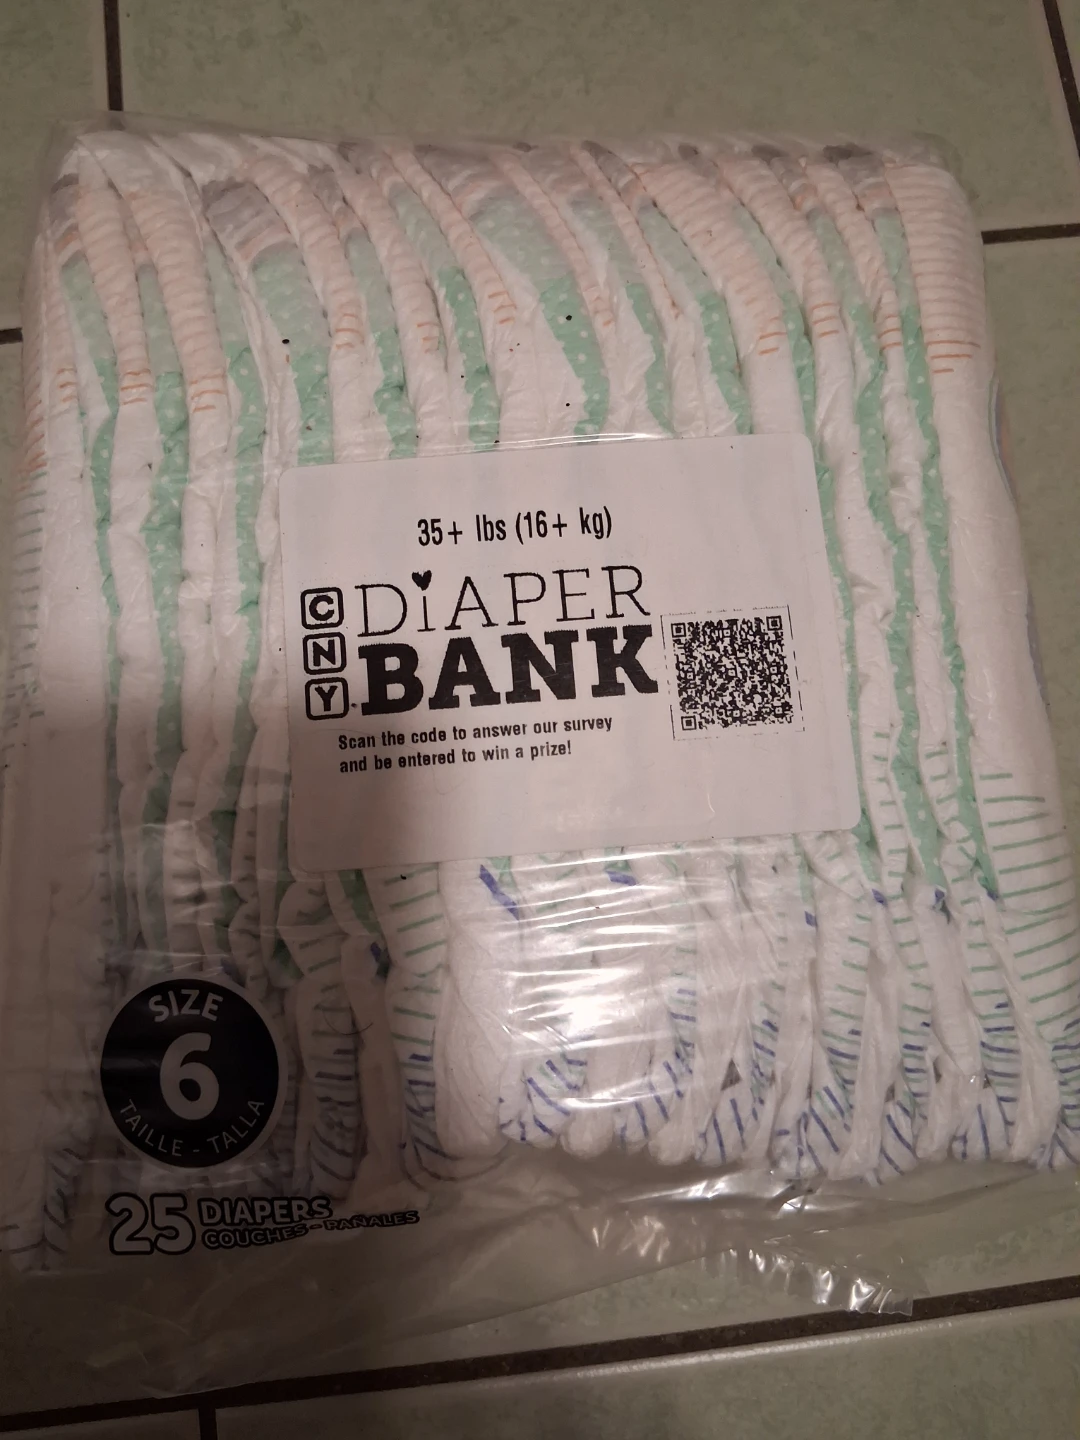 35+ lbs (16+ kg)
CNY DiAPER
BANK
Scan the code to answer our survey
and be entered to win a prize!
SIZE
6
TAILLE - TALLA
25 DIAPERS
COUCHES - PAÑALES